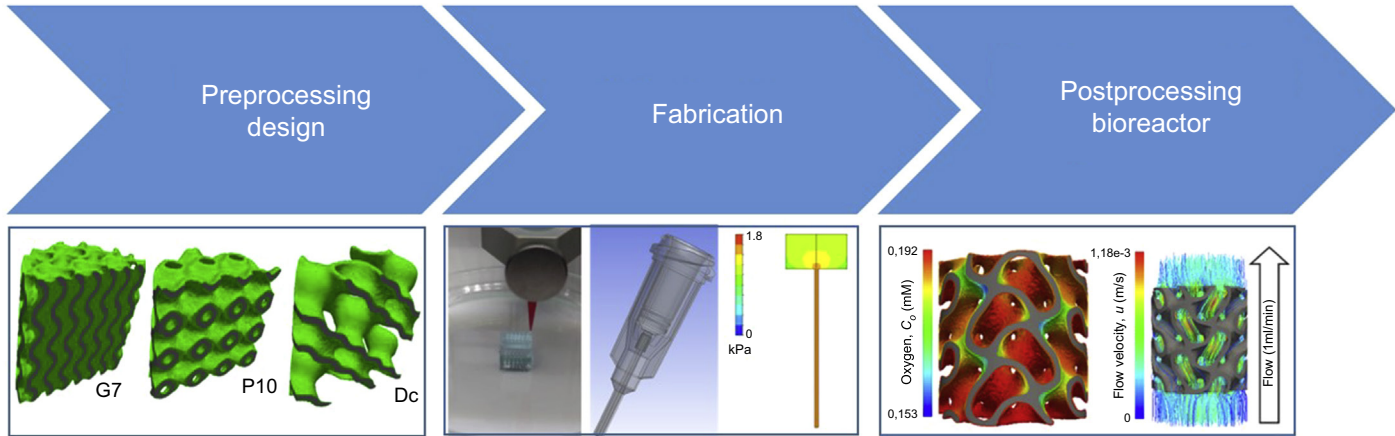 Preprocessing
design
Fabrication
Postprocessing
bioreactor
G7
P10
Dc
1.8
0
kPa
0,192
Oxygen, Cₒ (mM)
0,153
1,18e-3
Flow velocity, u (m/s)
0
Flow (1ml/min)